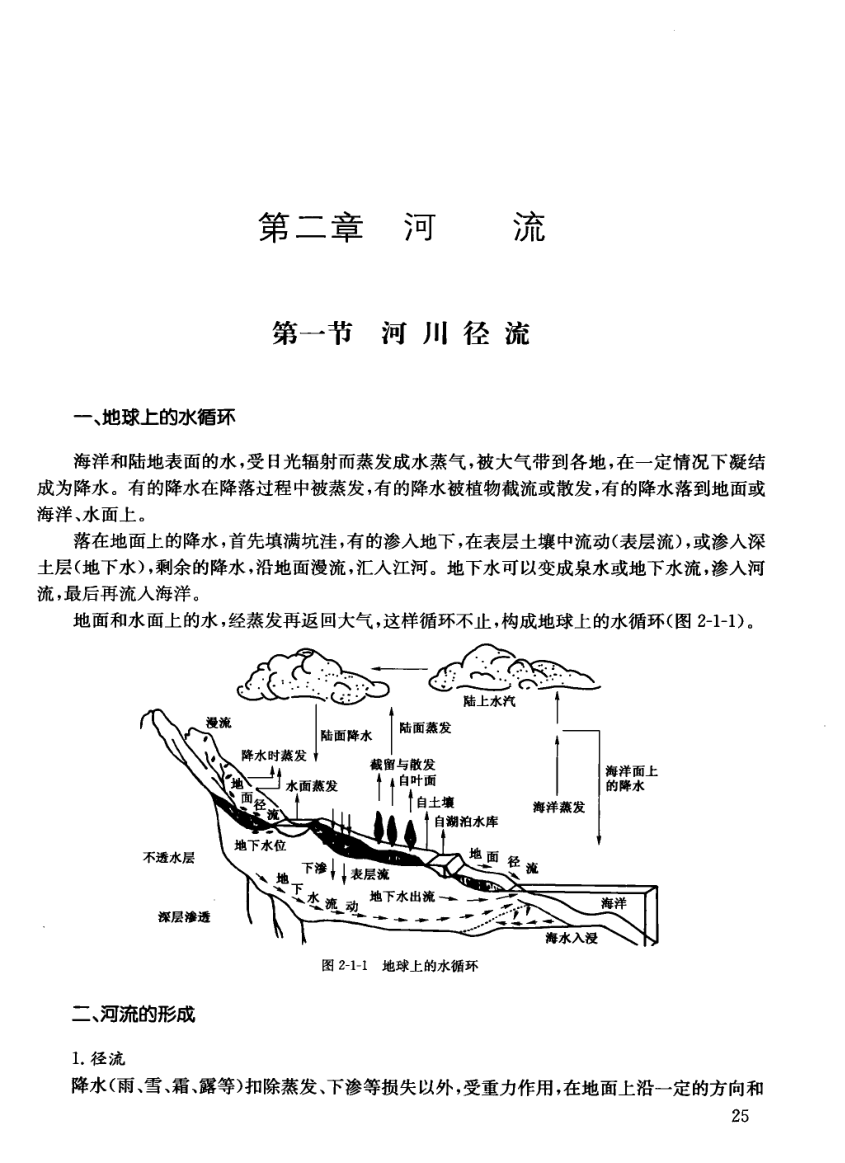 第二章 河 流
第一节 河川径流
一、地球上的水循环
海洋和陆地表面的水,受日光辐射而蒸发成水蒸气,被大气带到各地,在一定情况下凝结
成为降水。有的降水在降落过程中被蒸发,有的降水被植物截流或散发,有的降水落到地面或
海洋、水面上。
落在地面上的降水,首先填满坑洼,有的渗入地下,在表层土壤中流动(表层流),或渗入深
土层(地下水),剩余的降水,沿地面漫流,汇入江河。地下水可以变成泉水或地下水流,渗入河
流,最后再流入海洋。
地面和水面上的水,经蒸发再返回大气,这样循环不止,构成地球上的水循环(图 2-1-1)。
陆上水汽
漫流
陆面降水
陆面蒸发
降水时蒸发
截留与散发
海洋面上
的降水
地面径流
水面蒸发
自叶面
自土壤
海洋蒸发
自湖泊水库
地下水位
不透水层
下渗
表层流
地面径流
地下水流动
地下水出流
海洋
深层渗透
海水入浸
图 2-1-1 地球上的水循环
二、河流的形成
1. 径流
降水(雨、雪、霜、露等)扣除蒸发、下渗等损失以外,受重力作用,在地面上沿一定的方向和
25